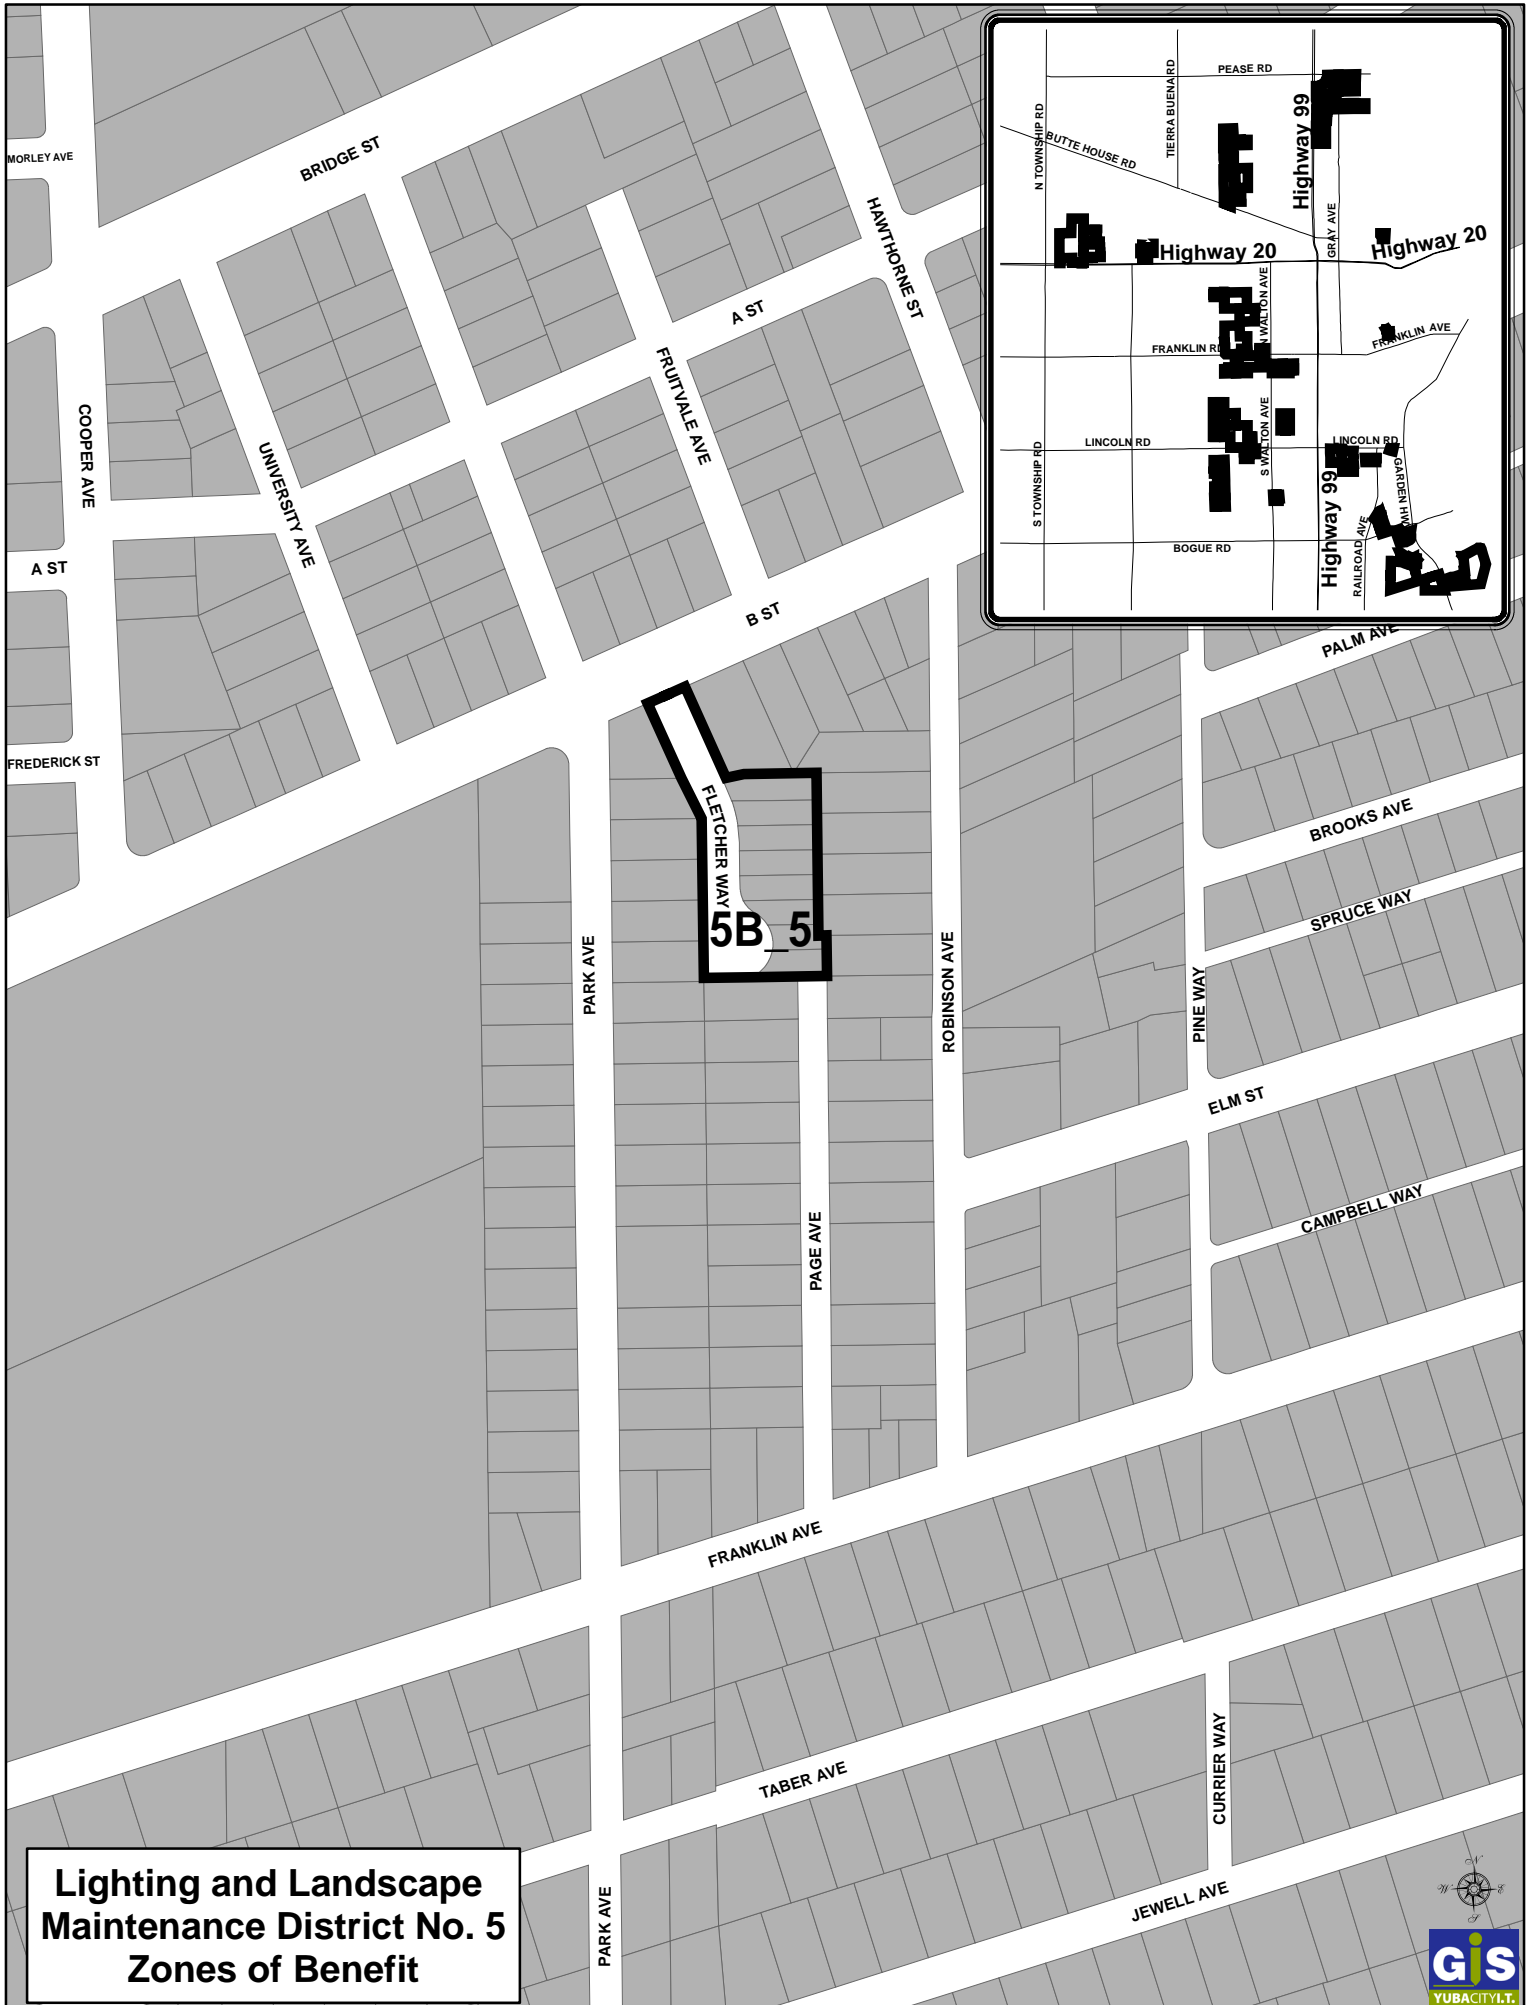 MORLEY AVE
BRIDGE ST
HAWTHORNE ST
A ST
FRUITVALE AVE
COOPER AVE
UNIVERSITY AVE
A ST
B ST
FREDERICK ST
PEASE RD
N TOWNSHIP RD
TIERRA BUENA RD
BUTTE HOUSE RD
Highway 99
GRAY AVE
Highway 20
Highway 20
N WALTON AVE
FRANKLIN RD
FRANKLIN AVE
S WALTON AVE
LINCOLN RD
LINCOLN RD
S TOWNSHIP RD
GARDEN HWY
Highway 99
RAILROAD AVE
BOGUE RD
PALM AVE
FLETCHER WAY
5B_5
BROOKS AVE
SPRUCE WAY
PARK AVE
ROBINSON AVE
PINE WAY
ELM ST
CAMPBELL WAY
PAGE AVE
FRANKLIN AVE
TABER AVE
CURRIER WAY
JEWELL AVE
PARK AVE
Lighting and Landscape
Maintenance District No. 5
Zones of Benefit
N
W
E
S
GIS
YUBACITYI.T.